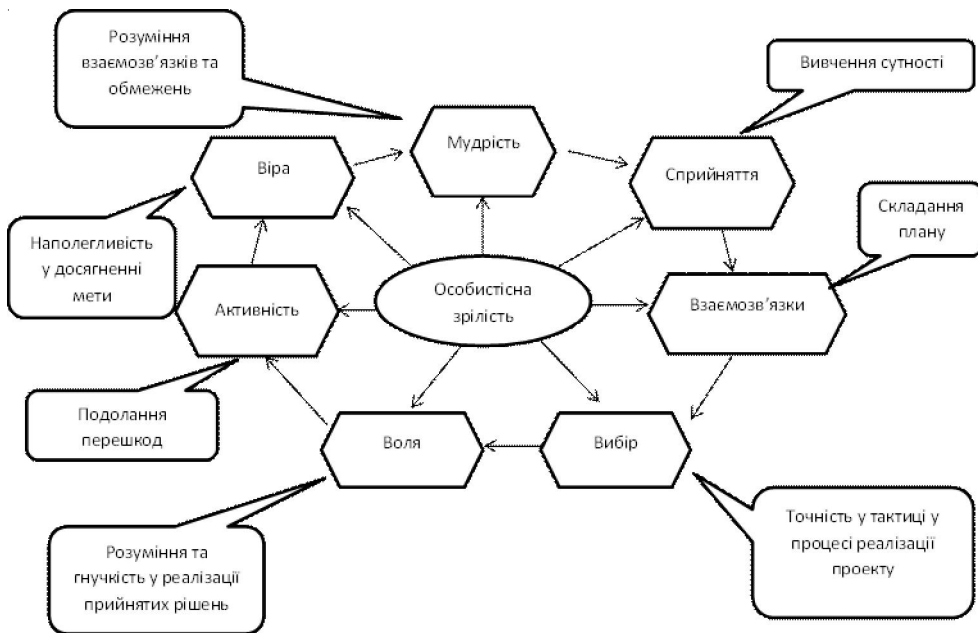 Розуміння
взаємозв'язків та
обмежень
Вивчення сутності
Мудрість
Віра
Сприйняття
Складання
плану
Наполегливість
у досягненні
мети
Особистісна
зрілість
Активність
Взаємозв'язки
Подолання
перешкод
Воля
Вибір
Розуміння та
гнучкість у реалізації
прийнятих рішень
Точність у тактиці у
процесі реалізації
проекту